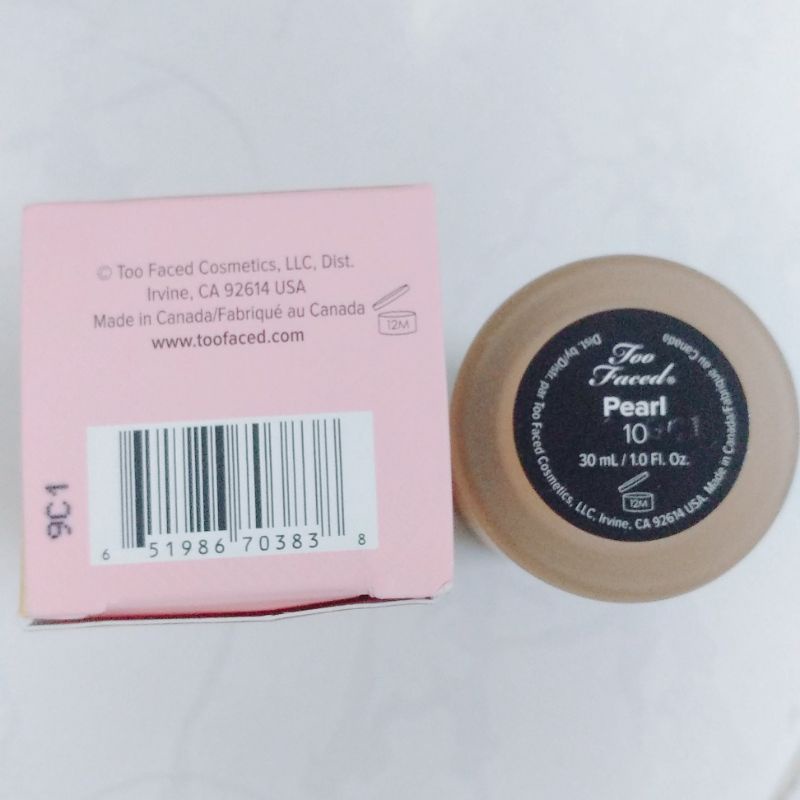 © Too Faced Cosmetics, LLC, Dist.
Irvine, CA 92614 USA
Made in Canada/Fabriqué au Canada
www.toofaced.com
12M
9C1
6 51986 70383 8
Too
Faced®
Pearl
10
30 mL / 1.0 Fl. Oz.
12M
Dist. by/Distr. par Too Faced Cosmetics, LLC, Irvine, CA 92614 USA. Made in Canada/Fabriqué au Canada